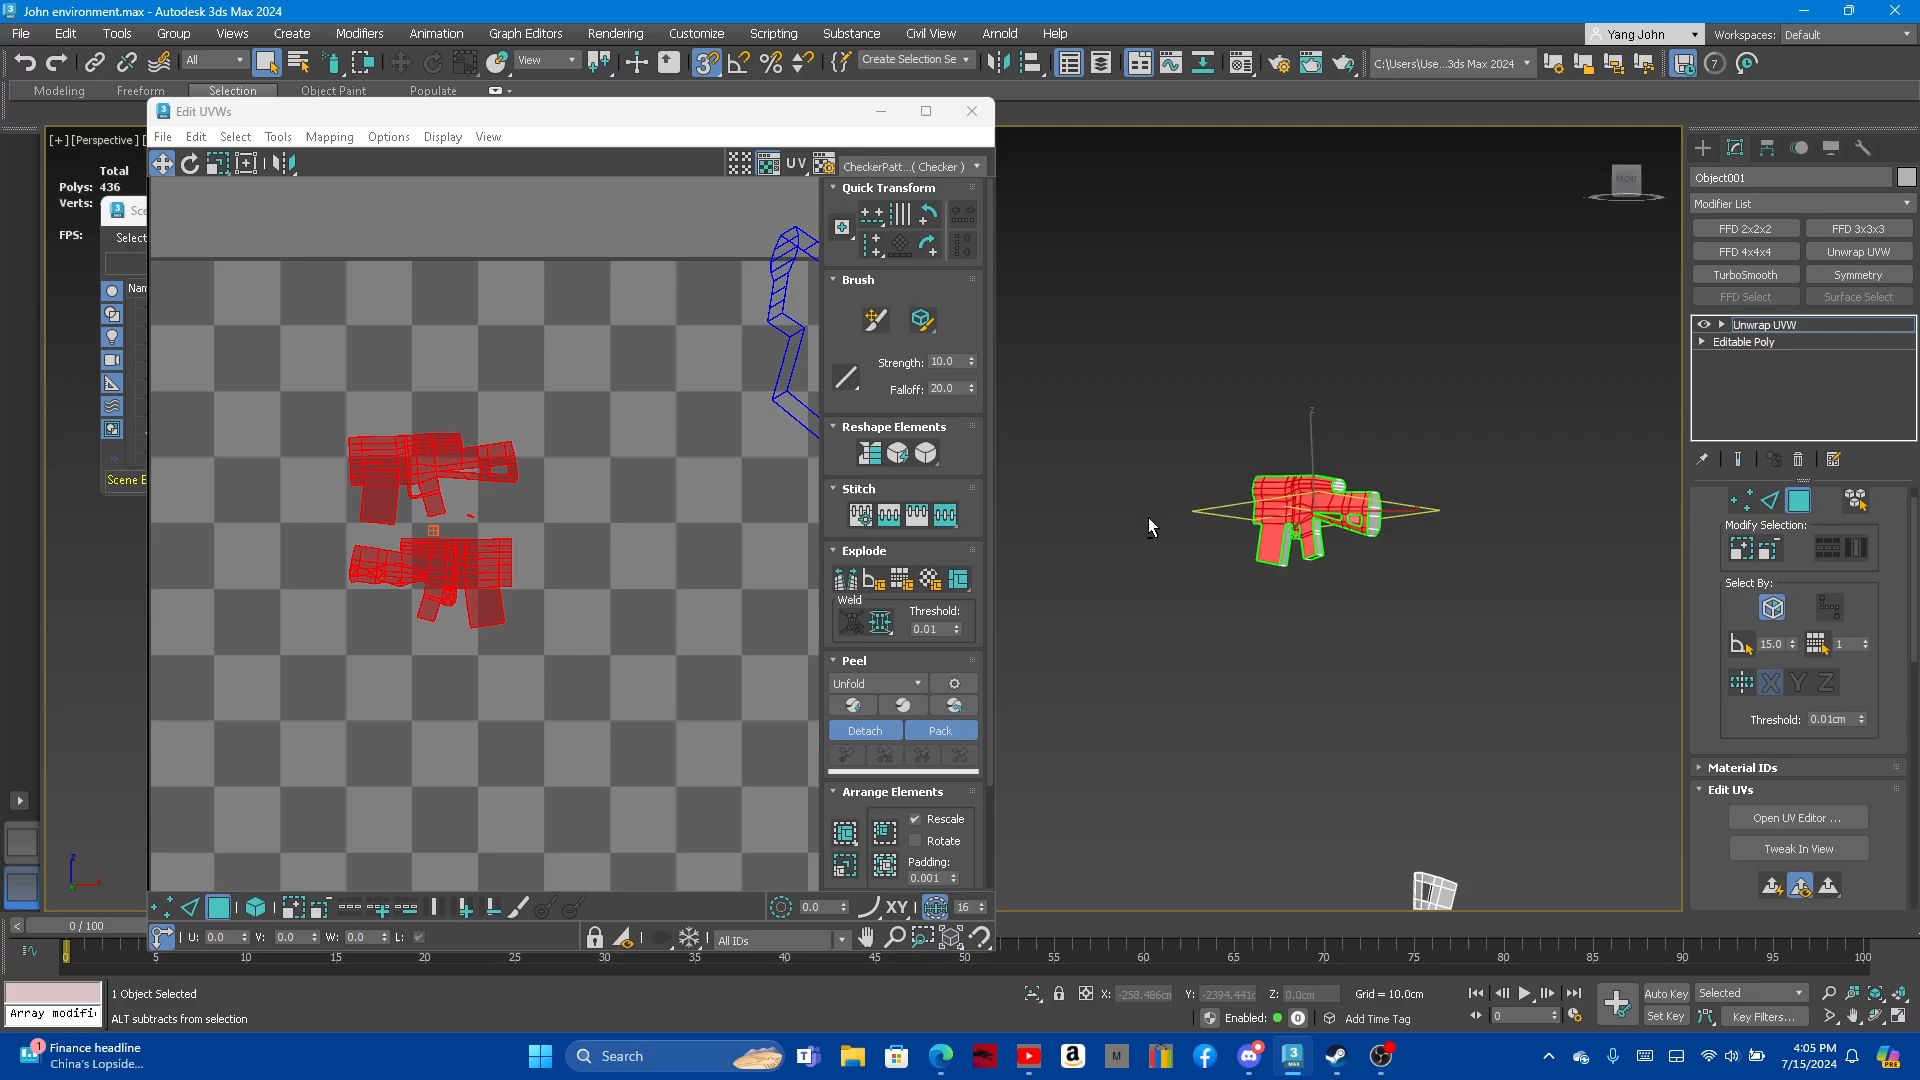 John environment.max - Autodesk 3ds Max 2024
File Edit Tools Group Views Create Modifiers Animation Graph Editors Rendering Customize Scripting Substance Civil View Arnold Help
Yang John
Workspaces: Default
All
View
Create Selection Se
C:\Users\Use...3ds Max 2024
7
Modeling Freeform Selection Object Paint Populate
[+][Perspective]
Total
Polys: 436
Verts:
FPS:
Sce
Select
Nan
Scene E
Edit UVWs
File Edit Select Tools Mapping Options Display View
UV
CheckerPatt...( Checker )
Quick Transform
Brush
Strength: 10.0
Falloff: 20.0
Reshape Elements
Stitch
Explode
Weld
Threshold:
0.01
Peel
Unfold
Detach Pack
Arrange Elements
Rescale
Rotate
Padding:
0.001
0.0
XY
16
U: 0.0 V: 0.0 W: 0.0 L:
All IDs
FRONT
z
Object001
Modifier List
FFD 2x2x2 FFD 3x3x3
FFD 4x4x4 Unwrap UVW
TurboSmooth Symmetry
FFD Select Surface Select
Unwrap UVW
Editable Poly
Modify Selection:
Select By:
15.0 1
X Y Z
Threshold: 0.01cm
Material IDs
Edit UVs
Open UV Editor ...
Tweak In View
z
x
0 / 100
5 10 15 20 25 30 35 40 45 50 55 60 65 70 75 80 85 90 95 100
Array modifi
1 Object Selected
ALT subtracts from selection
X: -258.486cm Y: -2394.441c Z: 0.0cm Grid = 10.0cm
Enabled: 0 Add Time Tag
0
Auto Key Selected
Set Key Key Filters...
1
Finance headline
China's Lopside...
Search
4:05 PM
7/15/2024